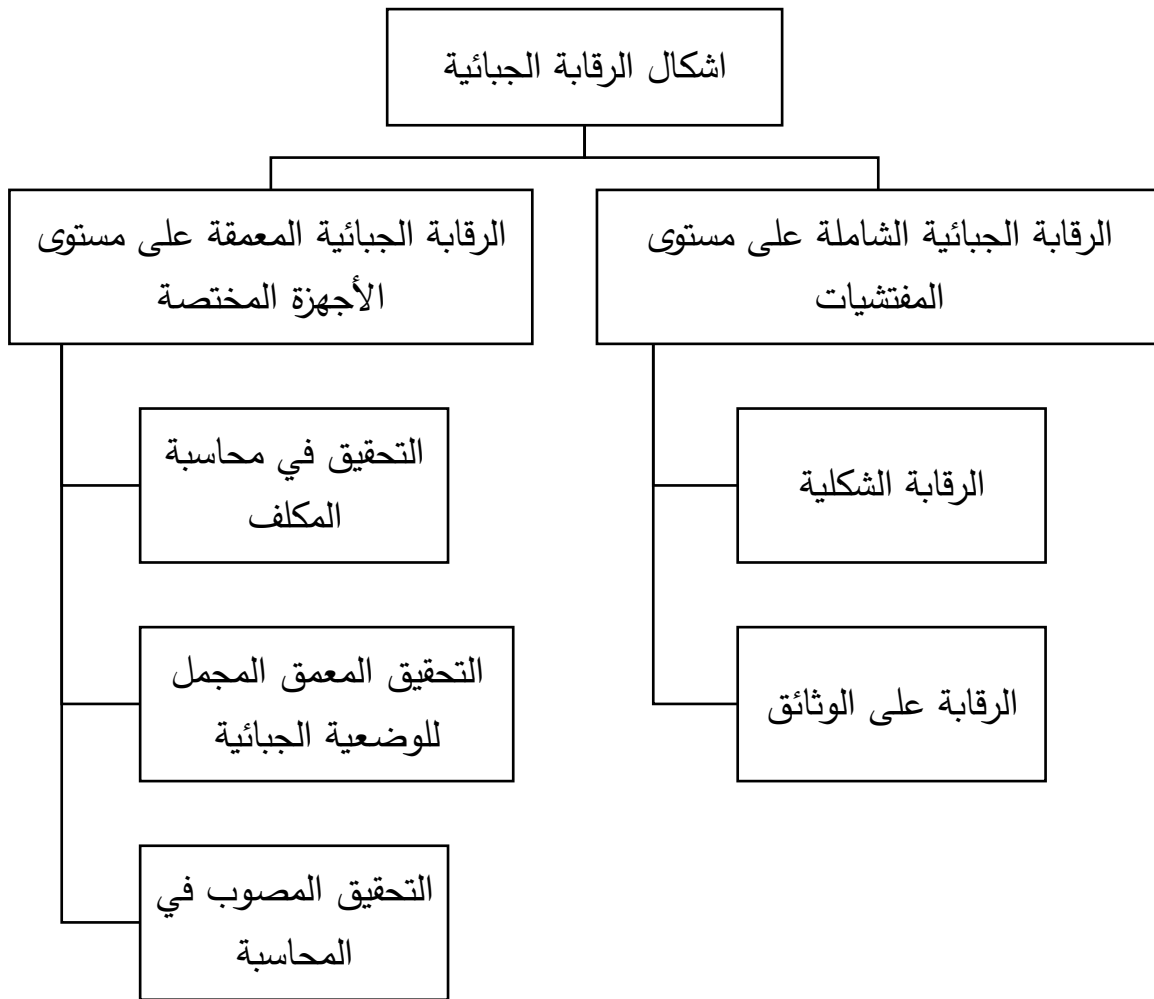 اشكال الرقابة الجبائية
الرقابة الجبائية الشاملة على مستوى
المفتشيات
الرقابة الشكلية
الرقابة على الوثائق
الرقابة الجبائية المعمقة على مستوى
الأجهزة المختصة
التحقيق في محاسبة
المكلف
التحقيق المعمق المجمل
للوضعية الجبائية
التحقيق المصوب في
المحاسبة